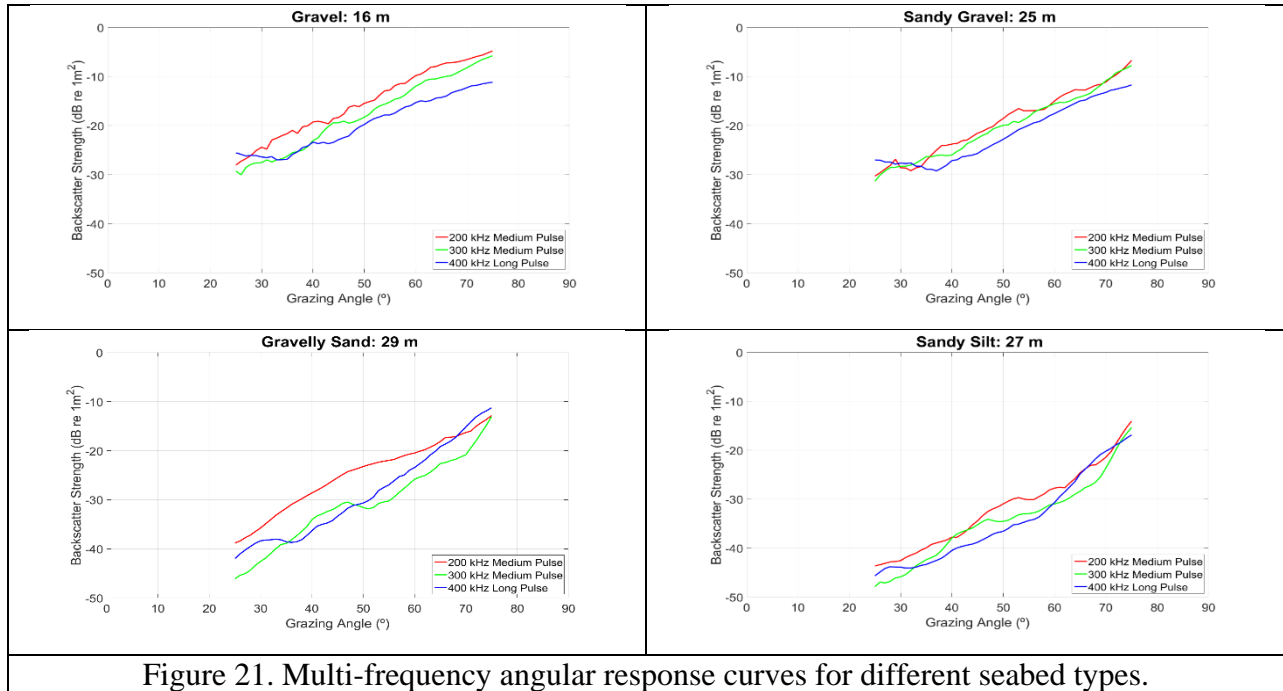 Gravel: 16 m
Backscatter Strength (dB re 1m²)
0
-10
-20
-30
-40
-50
0 10 20 30 40 50 60 70 80 90
Grazing Angle (º)
200 kHz Medium Pulse
300 kHz Medium Pulse
400 kHz Long Pulse
Sandy Gravel: 25 m
Backscatter Strength (dB re 1m²)
0
-10
-20
-30
-40
-50
0 10 20 30 40 50 60 70 80 90
Grazing Angle (º)
200 kHz Medium Pulse
300 kHz Medium Pulse
400 kHz Long Pulse
Gravelly Sand: 29 m
Backscatter Strength (dB re 1m²)
0
-10
-20
-30
-40
-50
0 10 20 30 40 50 60 70 80 90
Grazing Angle (º)
200 kHz Medium Pulse
300 kHz Medium Pulse
400 kHz Long Pulse
Sandy Silt: 27 m
Backscatter Strength (dB re 1m²)
0
-10
-20
-30
-40
-50
0 10 20 30 40 50 60 70 80 90
Grazing Angle (º)
200 kHz Medium Pulse
300 kHz Medium Pulse
400 kHz Long Pulse
Figure 21. Multi-frequency angular response curves for different seabed types.